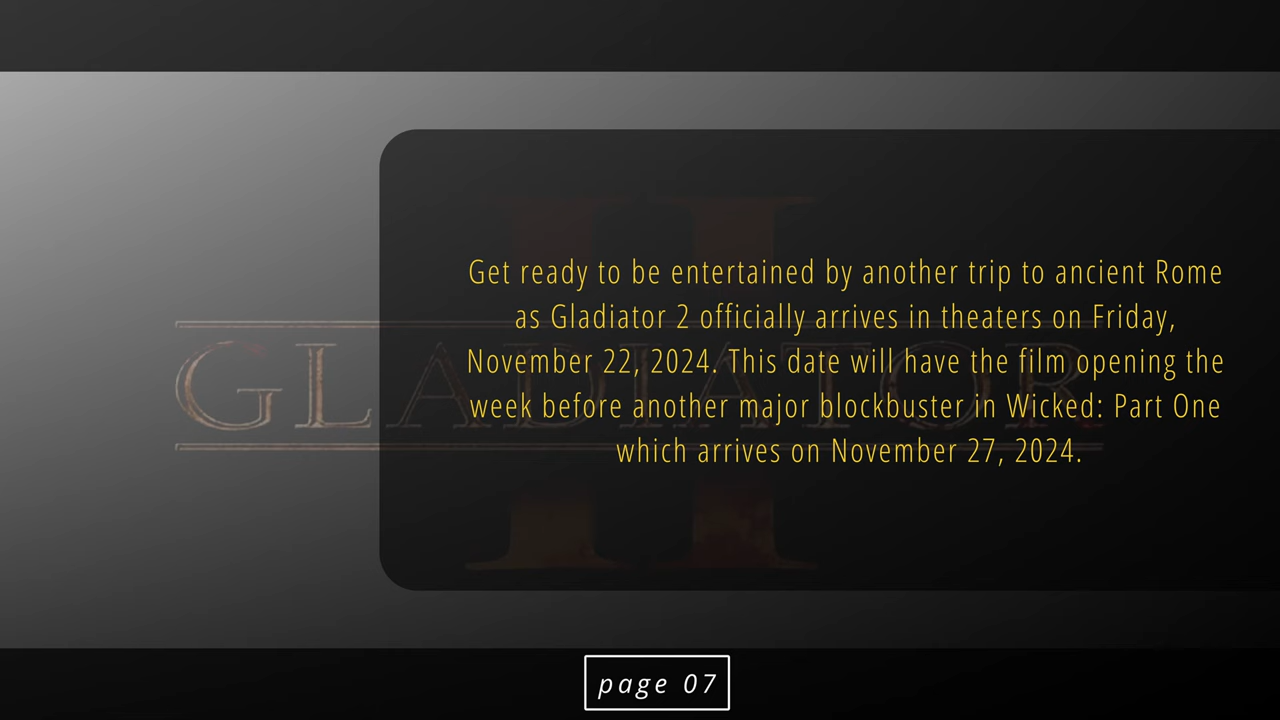 Get ready to be entertained by another trip to ancient Rome
as Gladiator 2 officially arrives in theaters on Friday,
November 22, 2024. This date will have the film opening the
week before another major blockbuster in Wicked: Part One
which arrives on November 27, 2024.
GLADIATOR
II
page 07